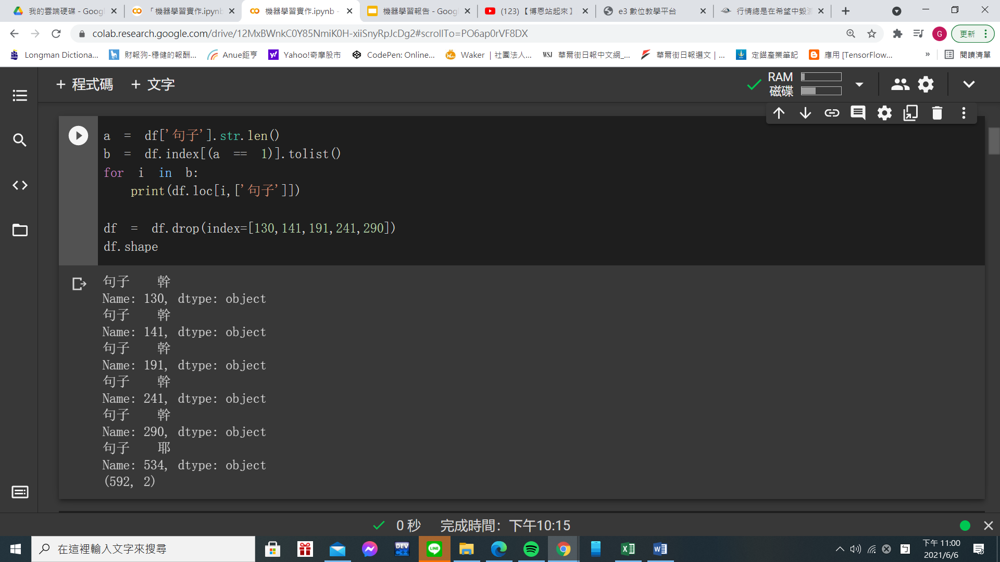 我的雲端硬碟 - Googl
「機器學習實作.ipynb
機器學習實作.ipynb -
機器學習報告 - Googl
(123)【博恩站起來】
e3 數位教學平台
行情總是在希望中毀滅
colab.research.google.com/drive/12MxBWnkC0Y85NmiK0H-xiiSnyRpJcDg2#scrollTo=PO6ap0rVF8DX
G
更新
Longman Dictiona...
財報狗-穩健的報酬...
Anue鉅亨
Yahoo!奇摩股市
CodePen: Online...
Waker | 社團法人...
WSJ 華爾街日報中文網_...
華爾街日報選文 | ...
定錨產業筆記
應用 [TensorFlow...
»
閱讀清單
+ 程式碼
+ 文字
RAM
磁碟
a = df['句子'].str.len()
b = df.index[(a == 1)].tolist()
for i in b:
    print(df.loc[i,['句子']])
df = df.drop(index=[130,141,191,241,290])
df.shape
句子 幹
Name: 130, dtype: object
句子 幹
Name: 141, dtype: object
句子 幹
Name: 191, dtype: object
句子 幹
Name: 241, dtype: object
句子 幹
Name: 290, dtype: object
句子 耶
Name: 534, dtype: object
(592, 2)
0 秒 完成時間：下午10:15
在這裡輸入文字來搜尋
DEV C++
LINE
下午 11:00
2021/6/6